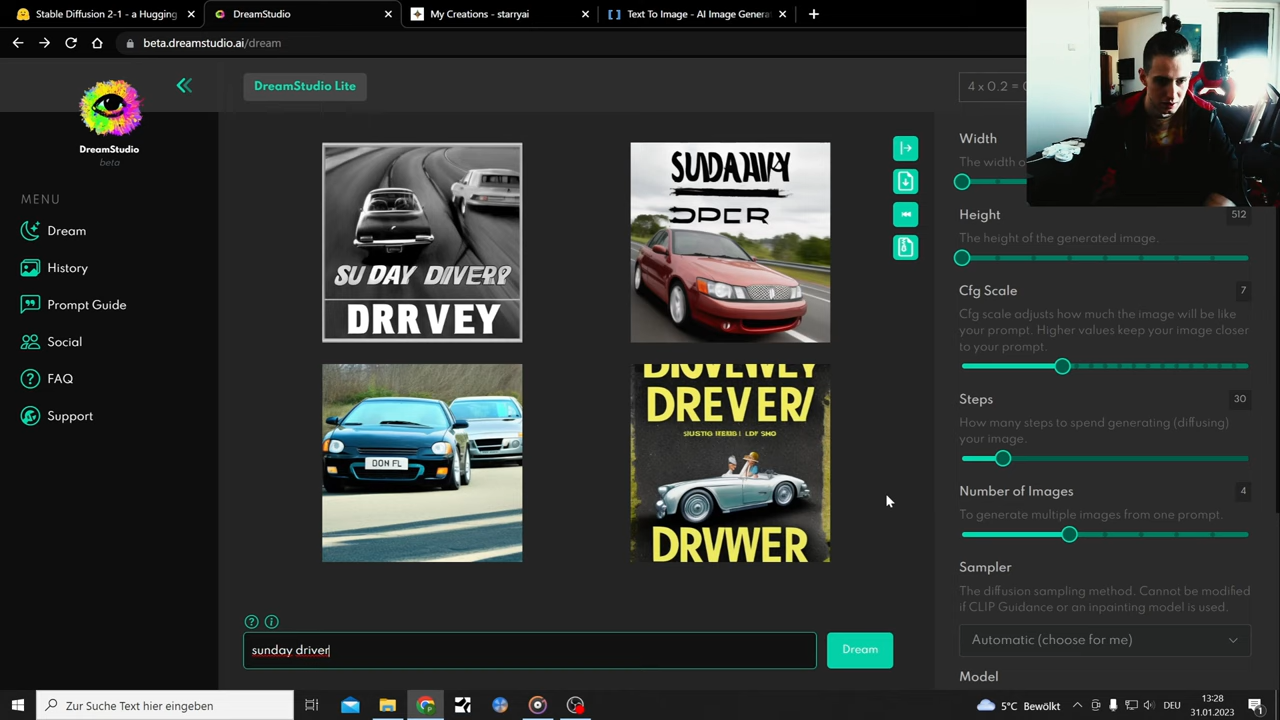 Stable Diffusion 2-1 - a Hugging
DreamStudio
My Creations - starryai
Text To Image - AI Image Genera
beta.dreamstudio.ai/dream
DreamStudio Lite
4 x 0.2 =
DreamStudio
beta
MENU
Dream
History
Prompt Guide
Social
FAQ
Support
SU DAY DIVER?
DRRVEY
DREVER/
DRVWER
Width
The width o
Height
512
The height of the generated image.
Cfg Scale
7
Cfg scale adjusts how much the image will be like
your prompt. Higher values keep your image closer
to your prompt.
Steps
30
How many steps to spend generating (diffusing)
your image.
Number of Images
4
To generate multiple images from one prompt.
Sampler
The diffusion sampling method. Cannot be modified
if CLIP Guidance or an inpainting model is used.
Automatic (choose for me)
Model
sunday driver
Dream
Zur Suche Text hier eingeben
5°C Bewölkt
DEU
13:28
31.01.2023